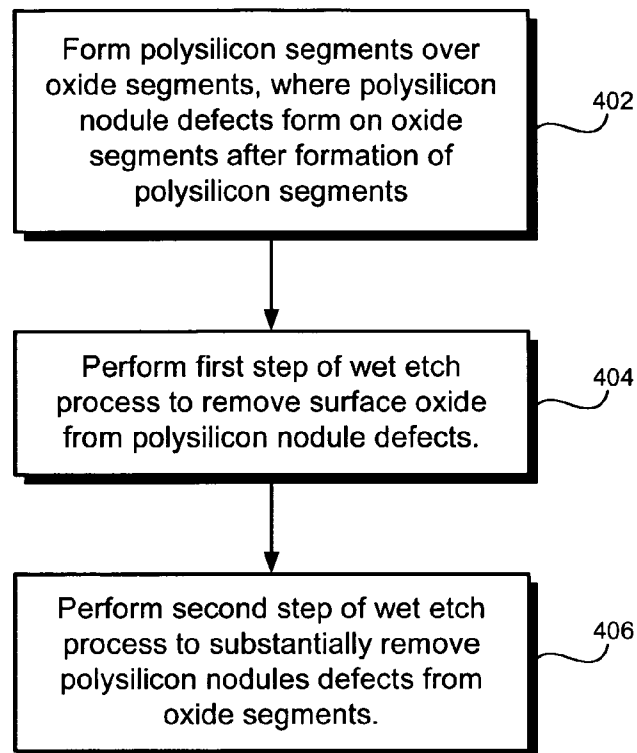 Form polysilicon segments over
oxide segments, where polysilicon
nodule defects form on oxide
segments after formation of
polysilicon segments
402
Perform first step of wet etch
process to remove surface oxide
from polysilicon nodule defects.
404
Perform second step of wet etch
process to substantially remove
polysilicon nodules defects from
oxide segments.
406